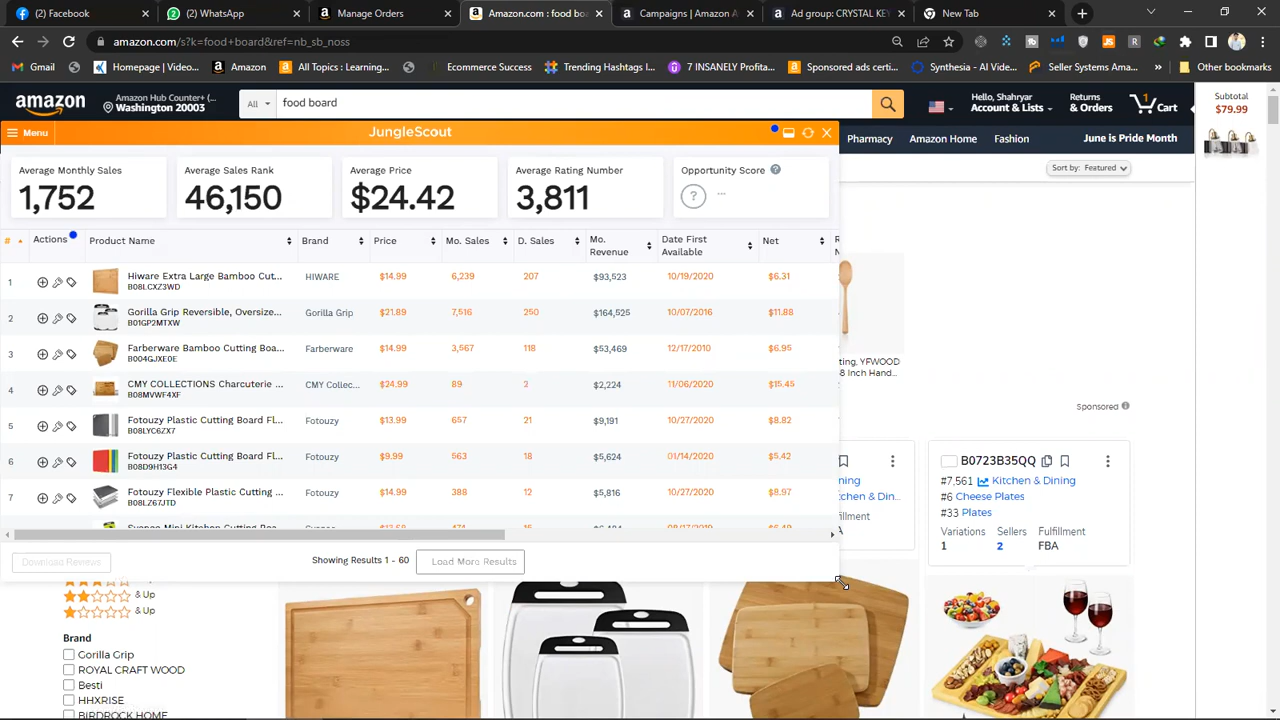 (2) Facebook
(2) WhatsApp
Manage Orders
Amazon.com : food bo
Campaigns | Amazon A
Ad group: CRYSTAL KEY
New Tab
amazon.com/s?k=food+board&ref=nb_sb_noss
Gmail
Homepage | Video...
Amazon
All Topics : Learning...
Ecommerce Success
Trending Hashtags |...
7 INSANELY Profita...
Sponsored ads certi...
Synthesia - AI Vide...
Seller Systems Ama...
Other bookmarks
amazon
Amazon Hub Counter+ (...
Washington 20003
All
food board
Hello, Shahryar
Account & Lists
Returns
& Orders
1
Cart
Subtotal
$79.99
Menu
JungleScout
Pharmacy
Amazon Home
Fashion
June is Pride Month
Average Monthly Sales
1,752
Average Sales Rank
46,150
Average Price
$24.42
Average Rating Number
3,811
Opportunity Score
?
?
--
Sort by: Featured
# Actions Product Name Brand Price Mo. Sales D. Sales Mo. Revenue Date First Available Net
1 Hiware Extra Large Bamboo Cut... HIWARE $14.99 6,239 207 $93,523 10/19/2020 $6.31
B08LCXZ3WD
2 Gorilla Grip Reversible, Oversize... Gorilla Grip $21.89 7,516 250 $164,525 10/07/2016 $11.88
B01GP2MTXW
3 Farberware Bamboo Cutting Boa... Farberware $14.99 3,567 118 $53,469 12/17/2010 $6.95
B004GJXE0E
4 CMY COLLECTIONS Charcuterie ... CMY Collec... $24.99 89 2 $2,224 11/06/2020 $15.45
B08MVWF4XF
5 Fotouzy Plastic Cutting Board Fl... Fotouzy $13.99 657 21 $9,191 10/27/2020 $8.82
B08LYC6ZX7
6 Fotouzy Plastic Cutting Board Fl... Fotouzy $9.99 563 18 $5,624 01/14/2020 $5.42
B08D9H13G4
7 Fotouzy Flexible Plastic Cutting ... Fotouzy $14.99 388 12 $5,816 10/27/2020 $8.97
B08LZ67JTD
Download Reviews
Showing Results 1 - 60
Load More Results
ting, YFWOOD
8 Inch Hand...
Sponsored
ning
tchen & Din...
B0723B35QQ
#7,561 Kitchen & Dining
#6 Cheese Plates
#33 Plates
Variations Sellers Fulfillment
1 2 FBA
& Up
& Up
& Up
Brand
Gorilla Grip
ROYAL CRAFT WOOD
Besti
HHXRISE
BIRDROCK HOME